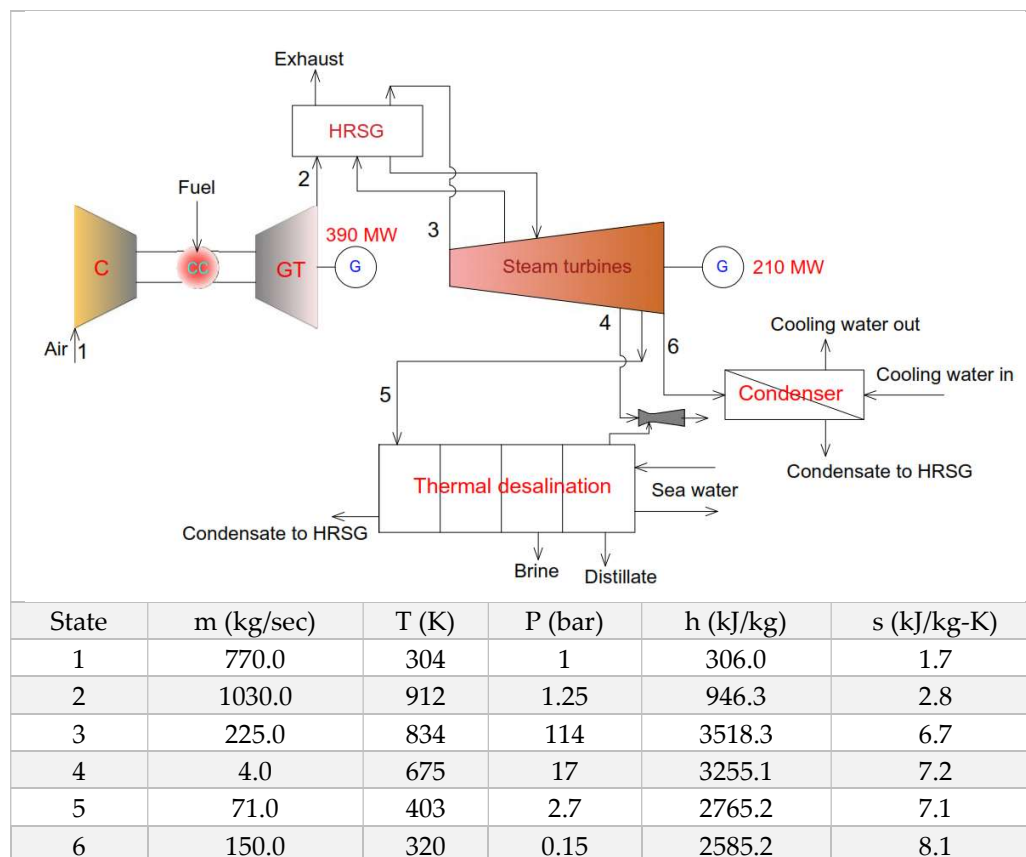 Exhaust
HRSG
2
Fuel
3
390 MW
C
CC
GT
G
Steam turbines
G
210 MW
Air
1
4
6
Cooling water out
Cooling water in
Condenser
5
Condensate to HRSG
Thermal desalination
Sea water
Condensate to HRSG
Brine
Distillate
State m (kg/sec) T (K) P (bar) h (kJ/kg) s (kJ/kg-K)
1 770.0 304 1 306.0 1.7
2 1030.0 912 1.25 946.3 2.8
3 225.0 834 114 3518.3 6.7
4 4.0 675 17 3255.1 7.2
5 71.0 403 2.7 2765.2 7.1
6 150.0 320 0.15 2585.2 8.1